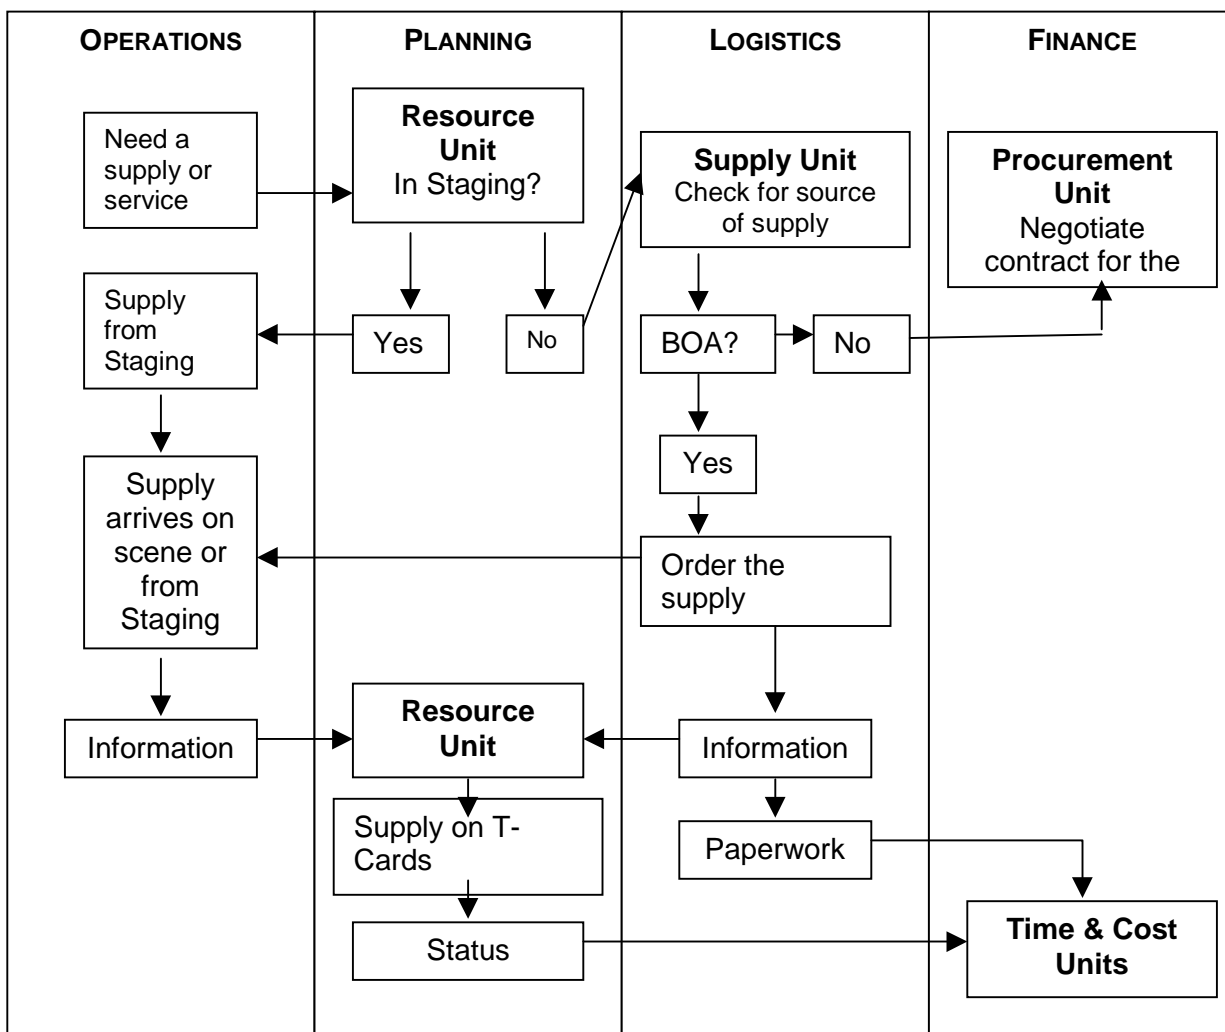 OPERATIONS
PLANNING
LOGISTICS
FINANCE
Need a
supply or
service
Resource
Unit
In Staging?
Supply Unit
Check for source
of supply
Procurement
Unit
Negotiate
contract for the
Supply
from
Staging
Yes
No
BOA?
No
Yes
Supply
arrives on
scene or
from
Staging
Order the
supply
Information
Resource
Unit
Information
Supply on T-
Cards
Paperwork
Status
Time & Cost
Units